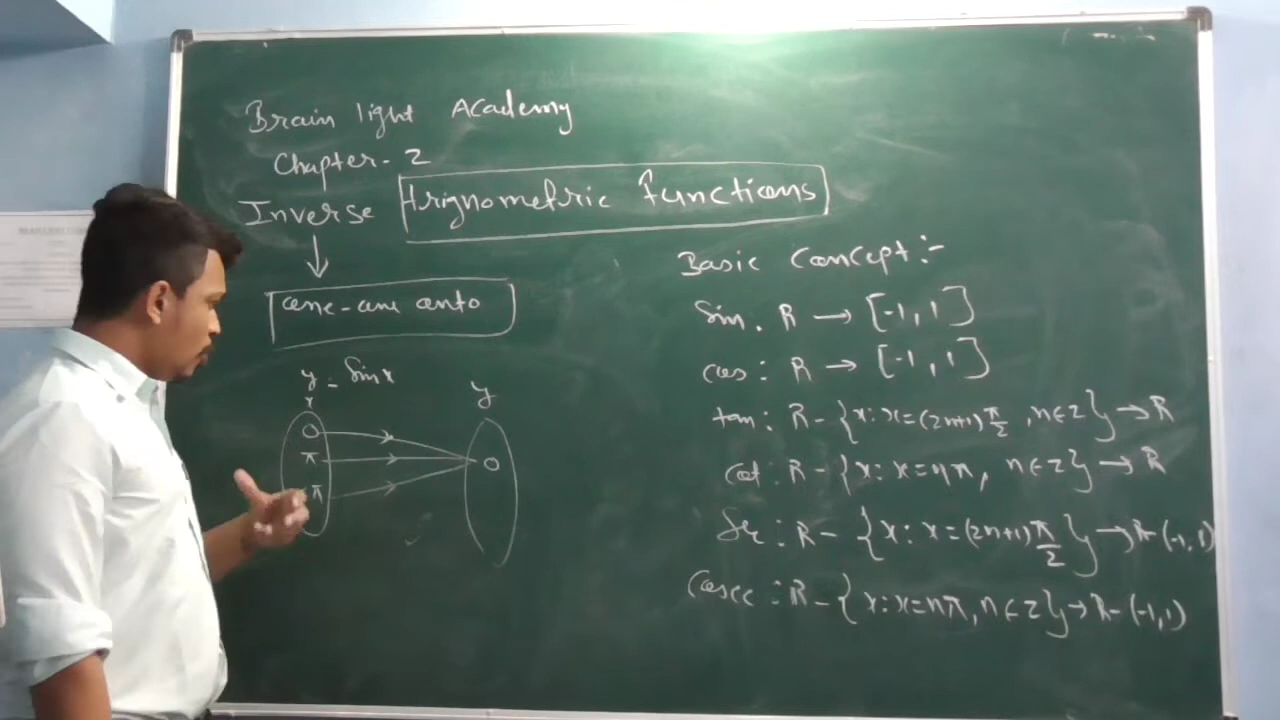 Brain light Academy
Chapter-2
Inverse trignometric functions
↓
one-one onto
y = Sinx
x
y
0
π
π
0
Basic Concept:-
Sin. R → [-1,1]
cos: R → [-1,1]
tan: R-{x:x=(2n+1)π/2, n∈Z} → R
cot: R-{x: x=nπ, n∈Z} → R
Sec: R-{x: x=(2n+1)π/2} → R-(-1,1)
Cosec: R-{x:x=nπ, n∈Z} → R-(-1,1)